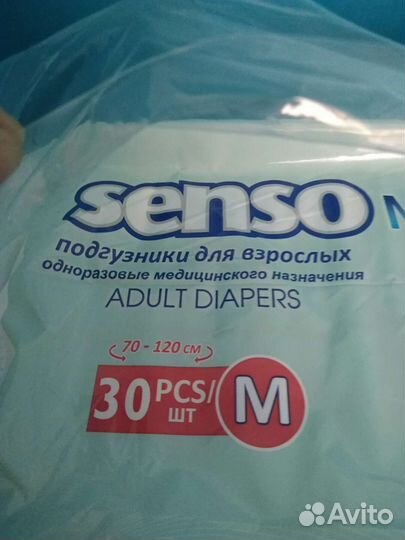 senso
подгузники для взрослых
одноразовые медицинского назначения
ADULT DIAPERS
70 - 120 см
30 PCS/
ШТ
M
Avito